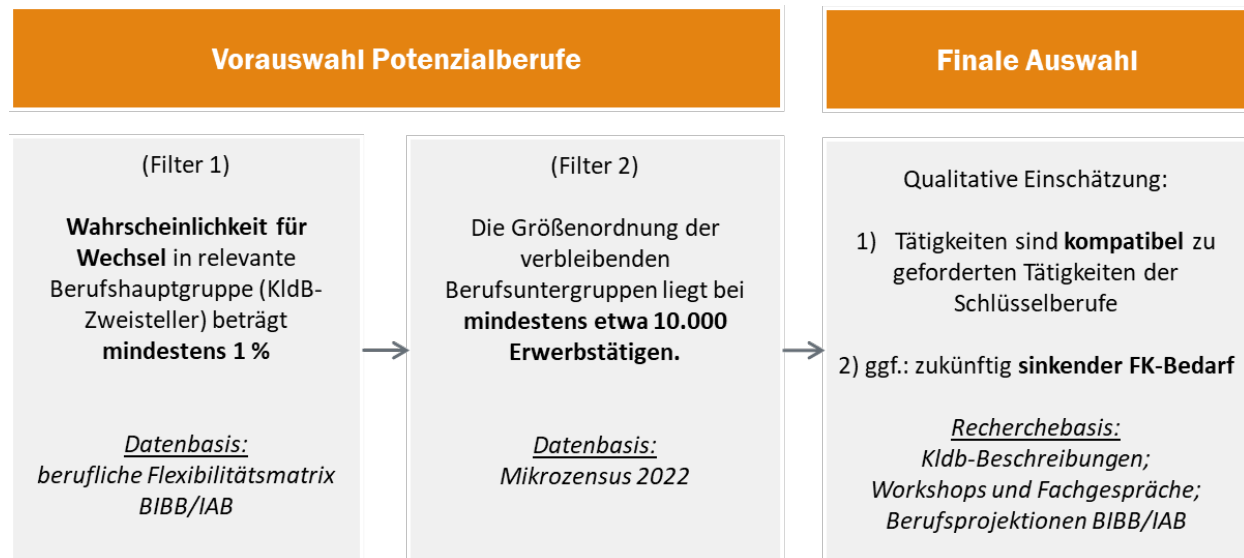 Vorauswahl Potenzialberufe
Finale Auswahl
(Filter 1)
Wahrscheinlichkeit für
Wechsel in relevante
Berufshauptgruppe (KldB-
Zweisteller) beträgt
mindestens 1 %
Datenbasis:
berufliche Flexibilitätsmatrix
BIBB/IAB
(Filter 2)
Die Größenordnung der
verbleibenden
Berufsuntergruppen liegt bei
mindestens etwa 10.000
Erwerbstätigen.
Datenbasis:
Mikrozensus 2022
Qualitative Einschätzung:
1) Tätigkeiten sind kompatibel zu
geforderten Tätigkeiten der
Schlüsselberufe
2) ggf.: zukünftig sinkender FK-Bedarf
Recherchebasis:
Kldb-Beschreibungen;
Workshops und Fachgespräche;
Berufsprojektionen BIBB/IAB